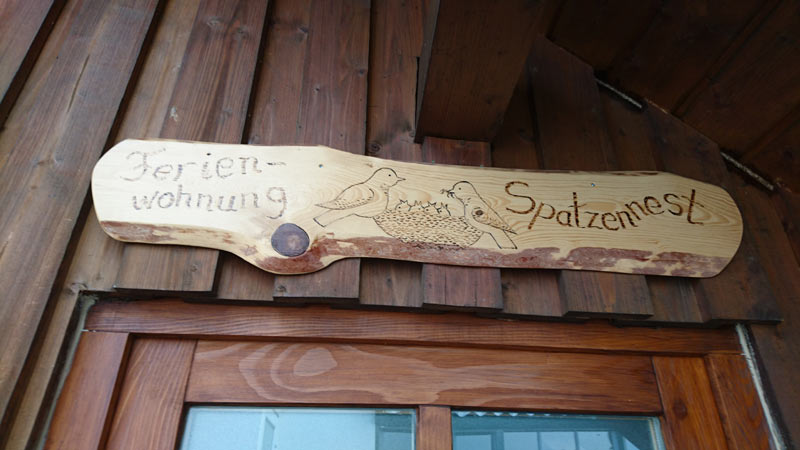 Ferien-
wohnung
Spatzennest